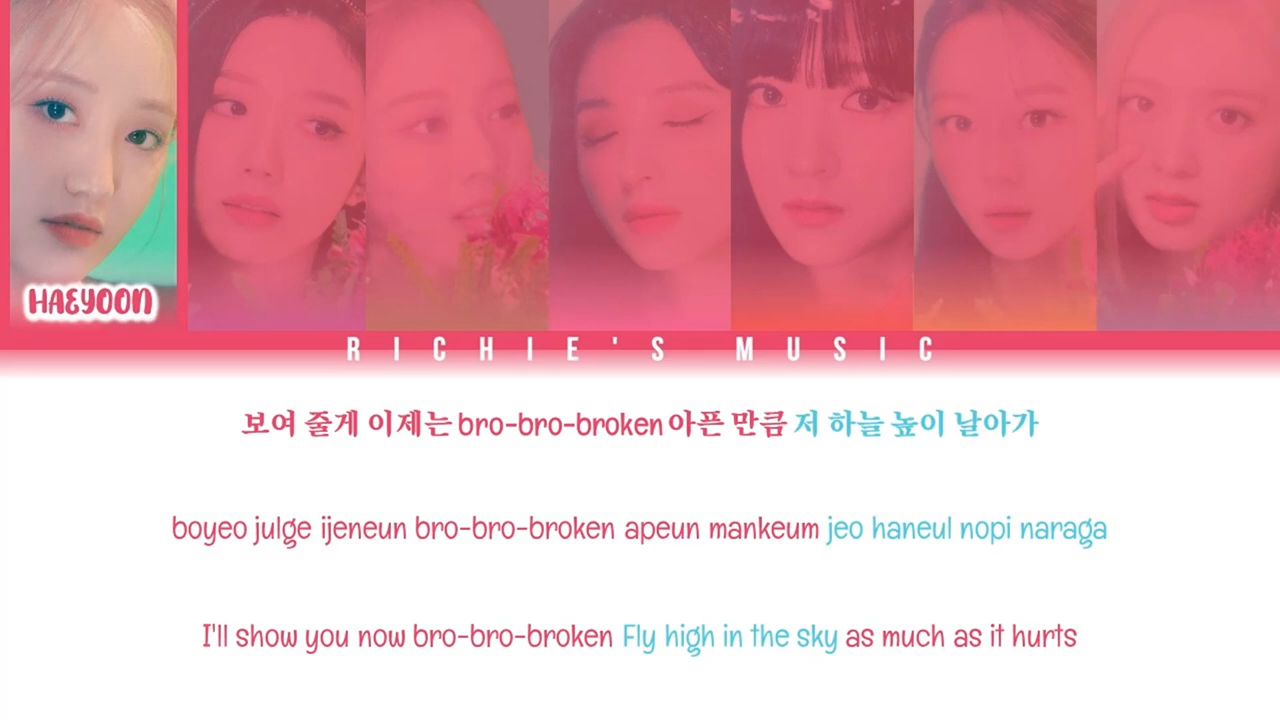 HAEYOON
RICHIE'S MUSIC
보여 줄게 이제는 bro-bro-broken 아픈 만큼 저 하늘 높이 날아가
boyeo julge ijeneun bro-bro-broken apeun mankeum jeo haneul nopi naraga
I'll show you now bro-bro-broken Fly high in the sky as much as it hurts